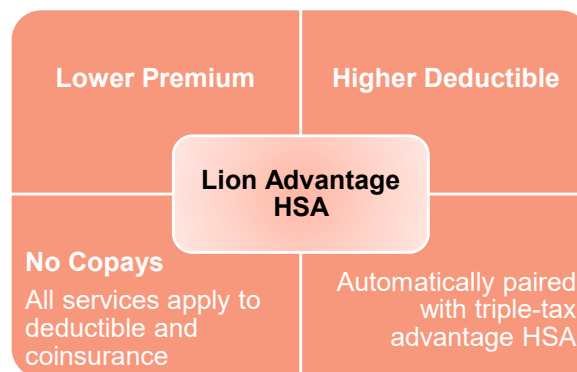 Lower Premium
Higher Deductible
Lion Advantage
HSA
No Copays
All services apply to
deductible and
coinsurance
Automatically paired
with triple-tax
advantage HSA